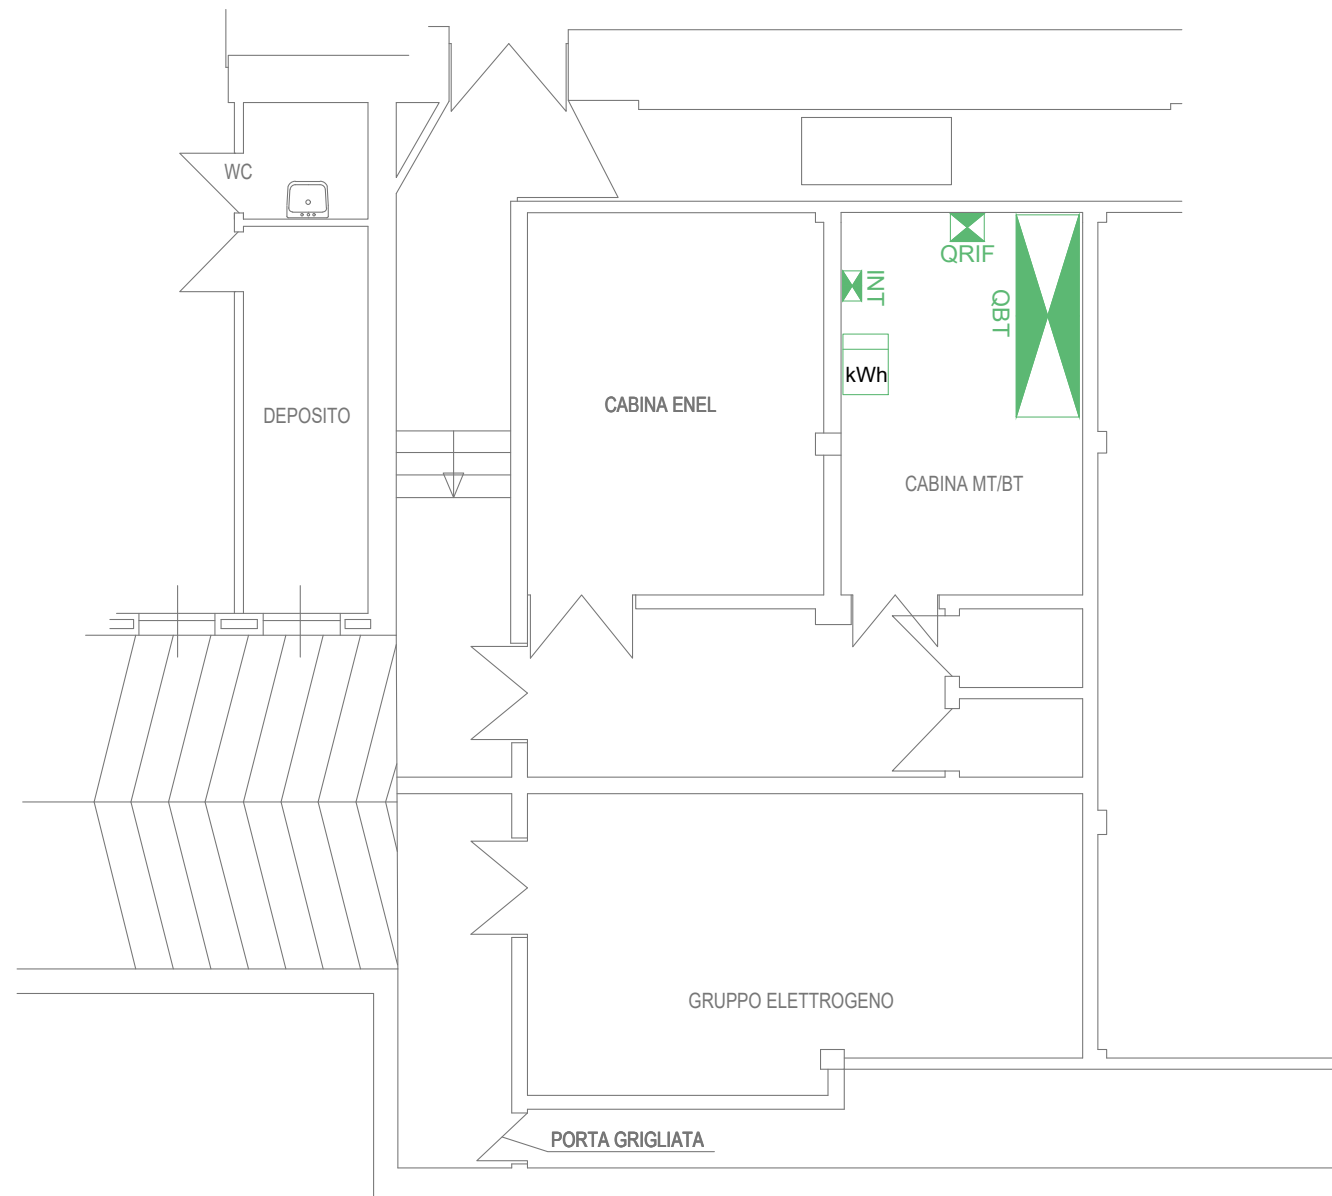 WC
QRIF
INT
QBT
kWh
CABINA ENEL
DEPOSITO
CABINA MT/BT
GRUPPO ELETTROGENO
PORTA GRIGLIATA